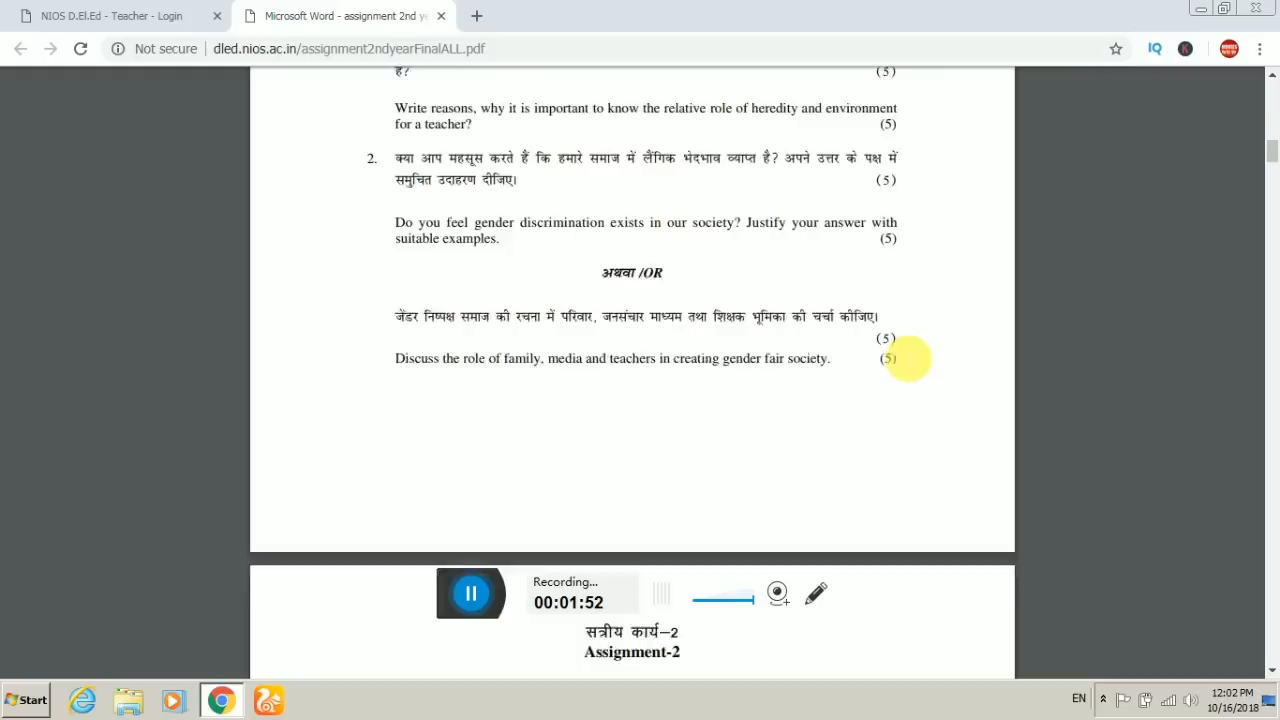 NIOS D.El.Ed - Teacher - Login
Microsoft Word - assignment 2nd ye
Not secure
dled.nios.ac.in/assignment2ndyearFinalALL.pdf
IQ
K
है?
(5)
Write reasons, why it is important to know the relative role of heredity and environment
for a teacher?
(5)
2. क्या आप महसूस करते हैं कि हमारे समाज में लैंगिक भेदभाव व्याप्त है? अपने उत्तर के पक्ष में
समुचित उदाहरण दीजिए।
(5)
Do you feel gender discrimination exists in our society? Justify your answer with
suitable examples.
(5)
अथवा /OR
जेंडर निष्पक्ष समाज की रचना में परिवार, जनसंचार माध्यम तथा शिक्षक भूमिका की चर्चा कीजिए।
(5)
Discuss the role of family, media and teachers in creating gender fair society.
(5)
Recording...
00:01:52
सत्रीय कार्य–2
Assignment-2
Start
EN
12:02 PM
10/16/2018